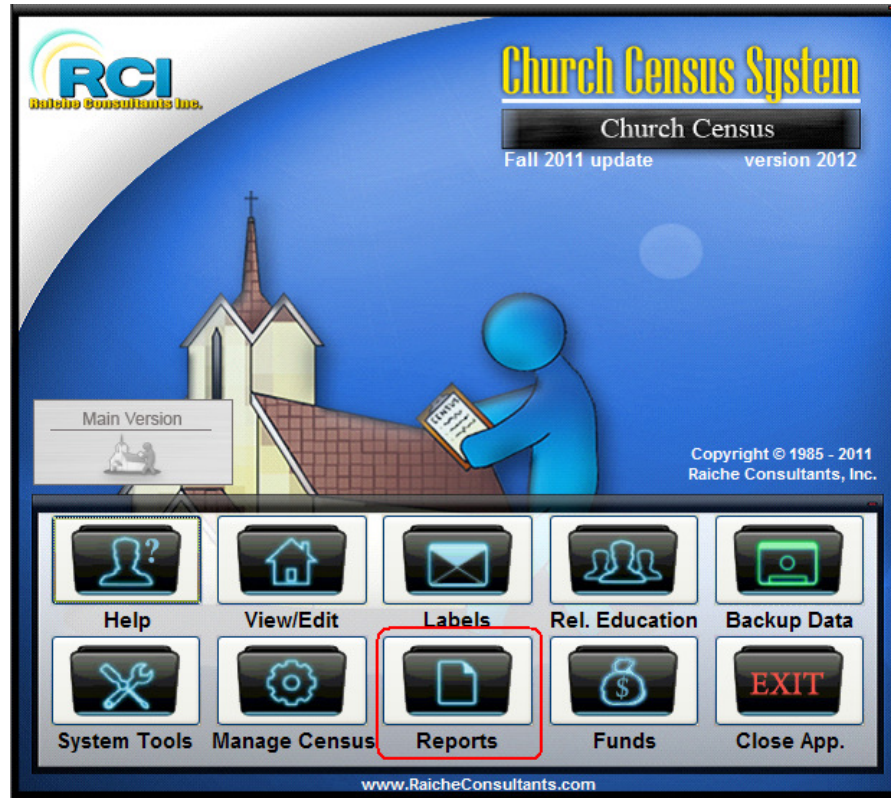 RCI
Raiche Consultants Inc.
Church Census System
Church Census
Fall 2011 update version 2012
CENSUS
Main Version
Copyright © 1985 - 2011
Raiche Consultants, Inc.
?
Help View/Edit Labels Rel. Education Backup Data
$ EXIT
System Tools Manage Census Reports Funds Close App.
www.RaicheConsultants.com